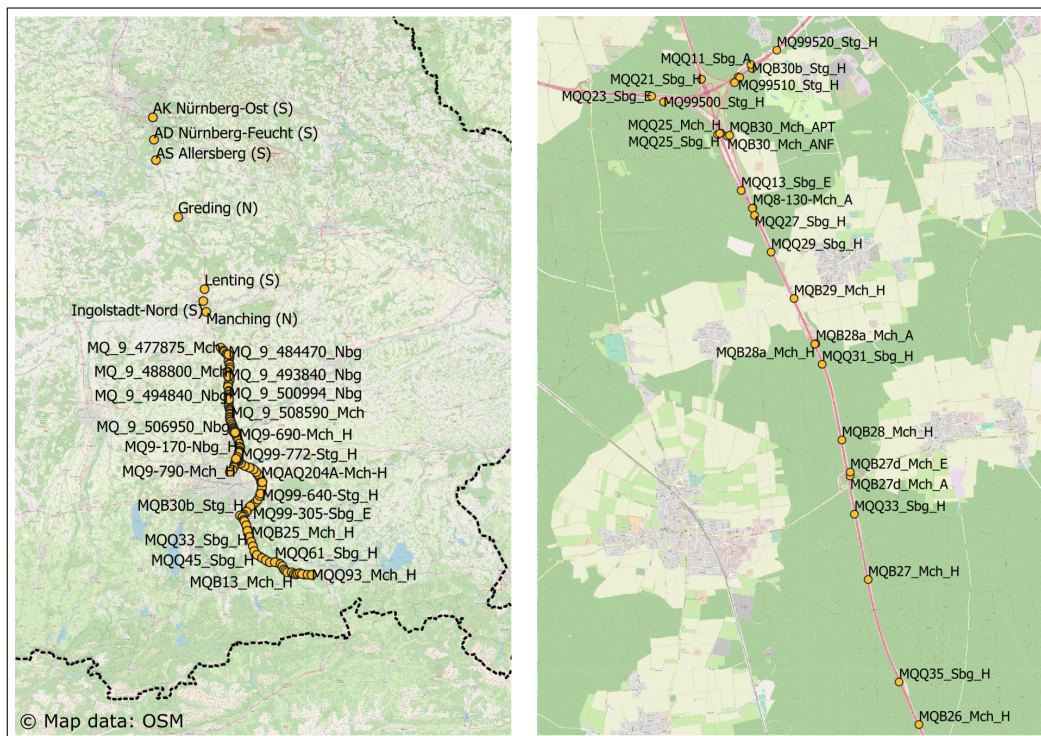 AK Nürnberg-Ost (S)
AD Nürnberg-Feucht (S)
AS Allersberg (S)
Greding (N)
Lenting (S)
Ingolstadt-Nord (S)
Manching (N)
MQ_9_477875_Mch
MQ_9_484470_Nbg
MQ_9_488800_Mch
MQ_9_493840_Nbg
MQ_9_494840_Nbg
MQ_9_500994_Nbg
MQ_9_508590_Mch
MQ_9_506950_Nbg
MQ9-690-Mch_H
MQ9-170-Nbg_H
MQ99-772-Stg_H
MQ9-790-Mch_H
MQAQ204A-Mch-H
MQ99-640-Stg_H
MQB30b_Stg_H
MQ99-305-Sbg_E
MQB25_Mch_H
MQQ33_Sbg_H
MQQ61_Sbg_H
MQQ45_Sbg_H
MQQ93_Mch_H
MQB13_Mch_H
© Map data: OSM
MQ99520_Stg_H
MQQ11_Sbg_A
MQB30b_Stg_H
MQQ21_Sbg_H
MQ99510_Stg_H
MQQ23_Sbg_E
MQ99500_Stg_H
MQQ25_Mch_H
MQB30_Mch_APT
MQQ25_Sbg_H
MQB30_Mch_ANF
MQQ13_Sbg_E
MQ8-130-Mch_A
MQQ27_Sbg_H
MQQ29_Sbg_H
MQB29_Mch_H
MQB28a_Mch_A
MQB28a_Mch_H
MQQ31_Sbg_H
MQB28_Mch_H
MQB27d_Mch_E
MQB27d_Mch_A
MQQ33_Sbg_H
MQB27_Mch_H
MQQ35_Sbg_H
MQB26_Mch_H